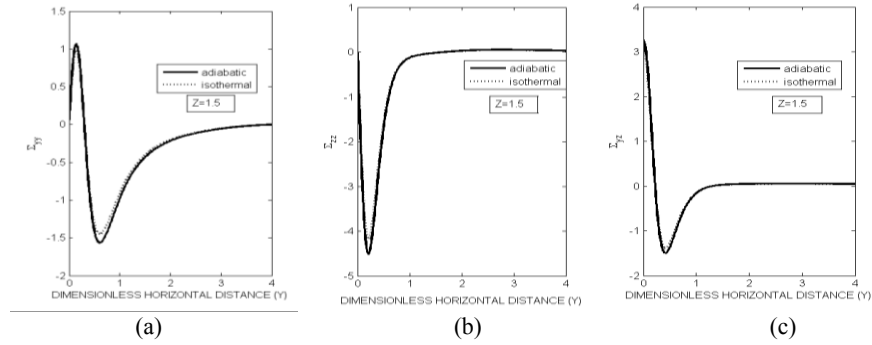 1.5
1
0.5
0
-0.5
-1
-1.5
-2
Σyy
adiabatic
isothermal
Z=1.5
0 1 2 3 4
DIMENSIONLESS HORIZONTAL DISTANCE (Y)
(a)
1
0
-1
-2
-3
-4
-5
Σzz
adiabatic
isothermal
Z=1.5
0 1 2 3 4
DIMENSIONLESS HORIZONTAL DISTANCE (Y)
(b)
4
3
2
1
0
-1
-2
Σyz
adiabatic
isothermal
Z=1.5
0 1 2 3 4
DIMENSIONLESS HORIZONTAL DISTANCE (Y)
(c)